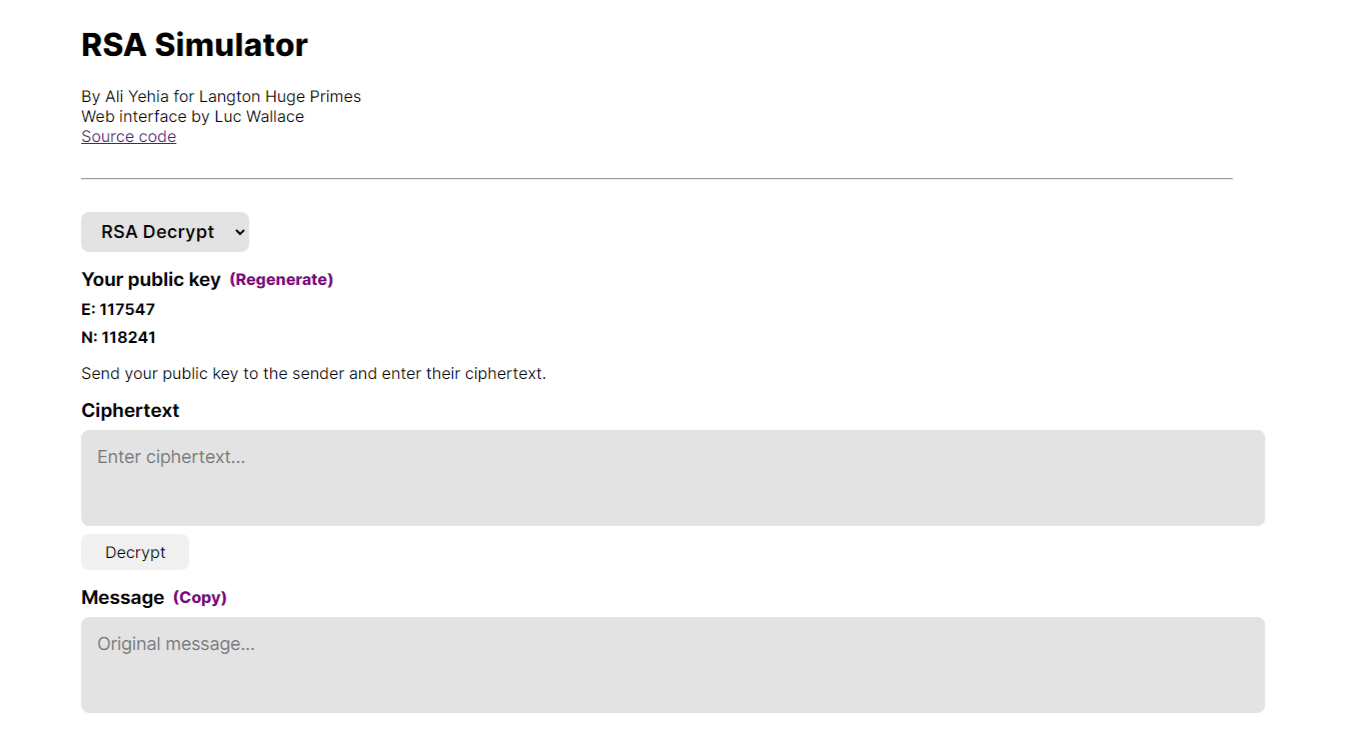 RSA Simulator
By Ali Yehia for Langton Huge Primes
Web interface by Luc Wallace
Source code
RSA Decrypt
Your public key (Regenerate)
E: 117547
N: 118241
Send your public key to the sender and enter their ciphertext.
Ciphertext
Enter ciphertext...
Decrypt
Message (Copy)
Original message...